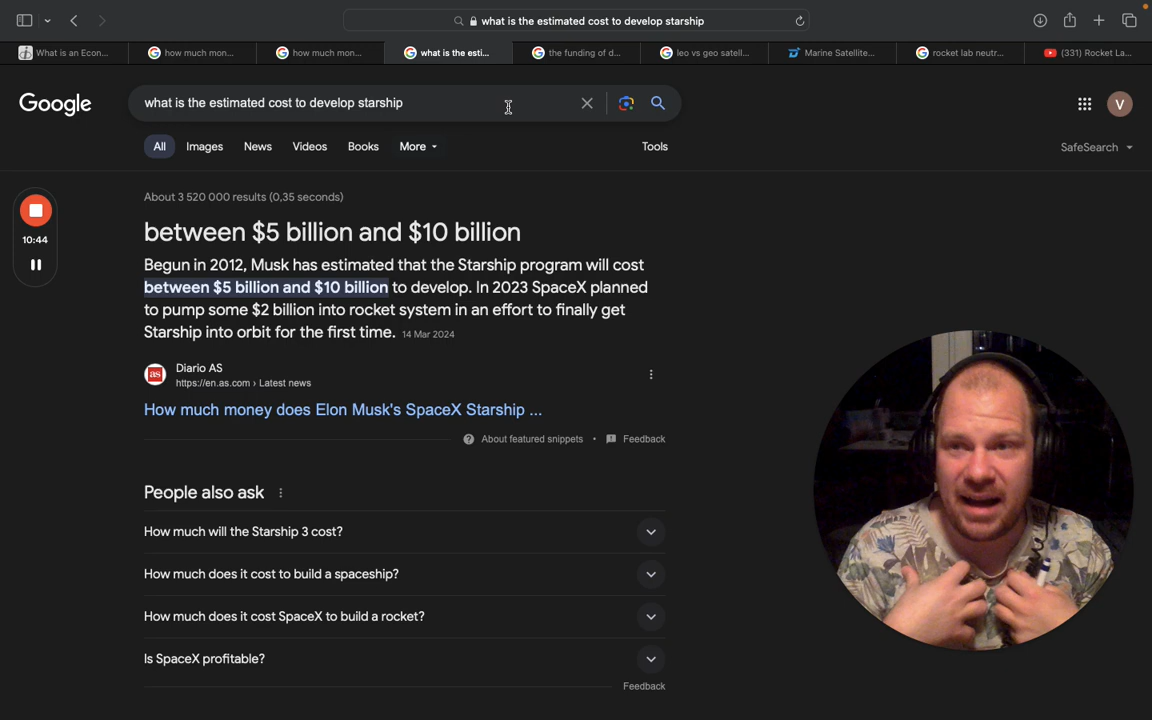 what is the estimated cost to develop starship
What is an Econ...
how much mon...
how much mon...
what is the esti...
the funding of d...
leo vs geo satell...
Marine Satellite...
rocket lab neutr...
(331) Rocket La...
Google
what is the estimated cost to develop starship
V
All
Images
News
Videos
Books
More
Tools
SafeSearch
About 3 520 000 results (0,35 seconds)
10:44
between $5 billion and $10 billion
Begun in 2012, Musk has estimated that the Starship program will cost
between $5 billion and $10 billion to develop. In 2023 SpaceX planned
to pump some $2 billion into rocket system in an effort to finally get
Starship into orbit for the first time. 14 Mar 2024
as
Diario AS
https://en.as.com › Latest news
How much money does Elon Musk's SpaceX Starship ...
About featured snippets • Feedback
People also ask
How much will the Starship 3 cost?
How much does it cost to build a spaceship?
How much does it cost SpaceX to build a rocket?
Is SpaceX profitable?
Feedback